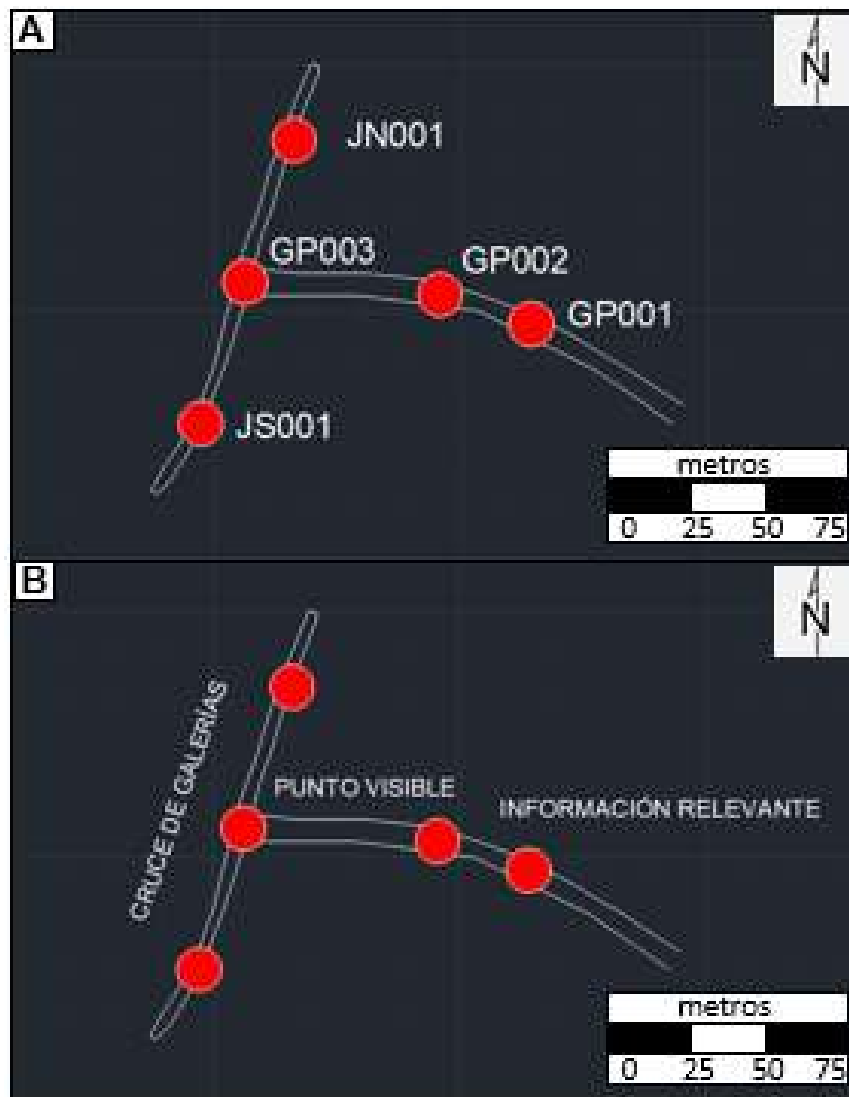 A
N
JN001
GP003
GP002
GP001
JS001
metros
0 25 50 75
B
N
CRUCE DE GALERÍAS
PUNTO VISIBLE
INFORMACIÓN RELEVANTE
metros
0 25 50 75